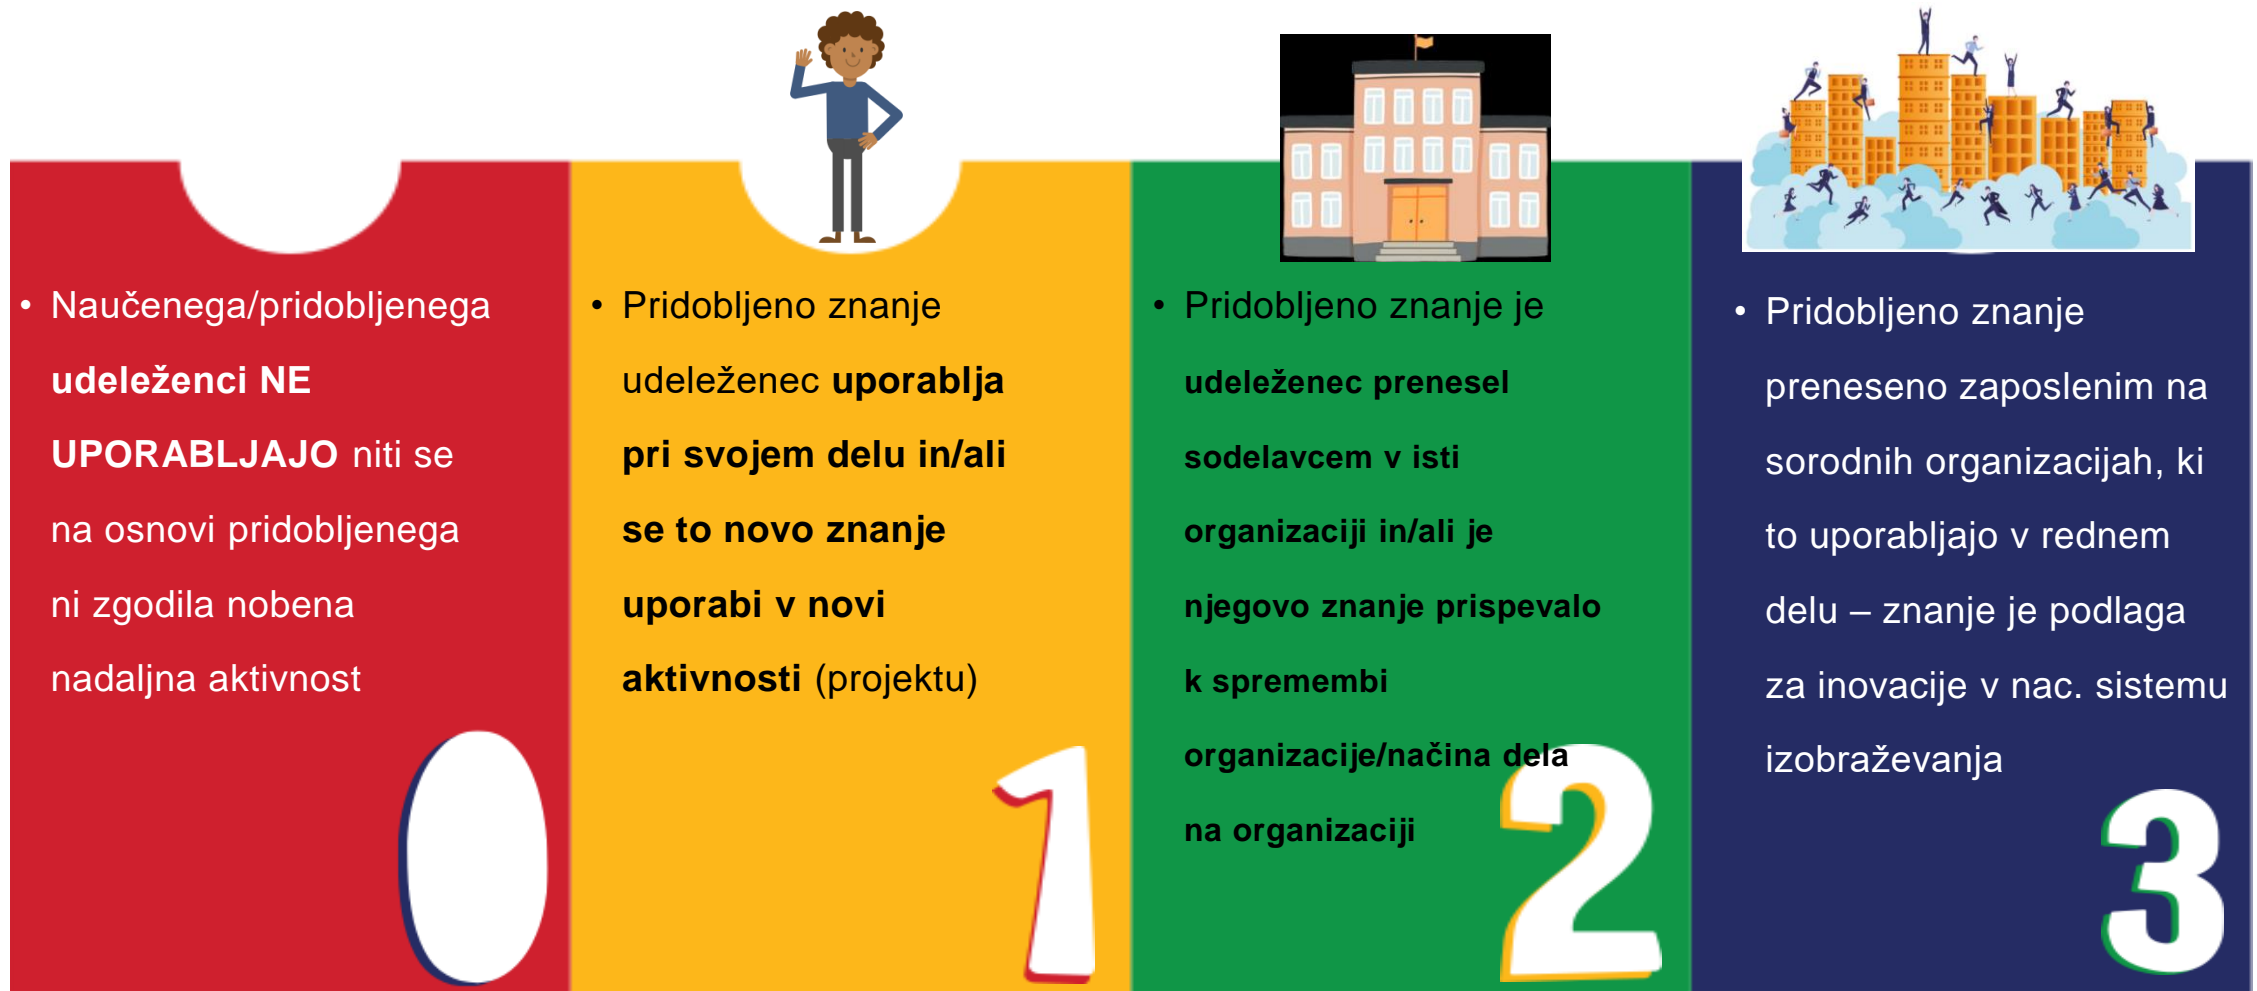 • Naučenega/pridobljenega
udeleženci NE
UPORABLJAJO niti se
na osnovi pridobljenega
ni zgodila nobena
nadaljna aktivnost
0
• Pridobljeno znanje
udeleženec uporablja
pri svojem delu in/ali
se to novo znanje
uporabi v novi
aktivnosti (projektu)
1
• Pridobljeno znanje je
udeleženec prenesel
sodelavcem v isti
organizaciji in/ali je
njegovo znanje prispevalo
k spremembi
organizacije/načina dela
na organizaciji
2
• Pridobljeno znanje
preneseno zaposlenim na
sorodnih organizacijah, ki
to uporabljajo v rednem
delu – znanje je podlaga
za inovacije v nac. sistemu
izobraževanja
3